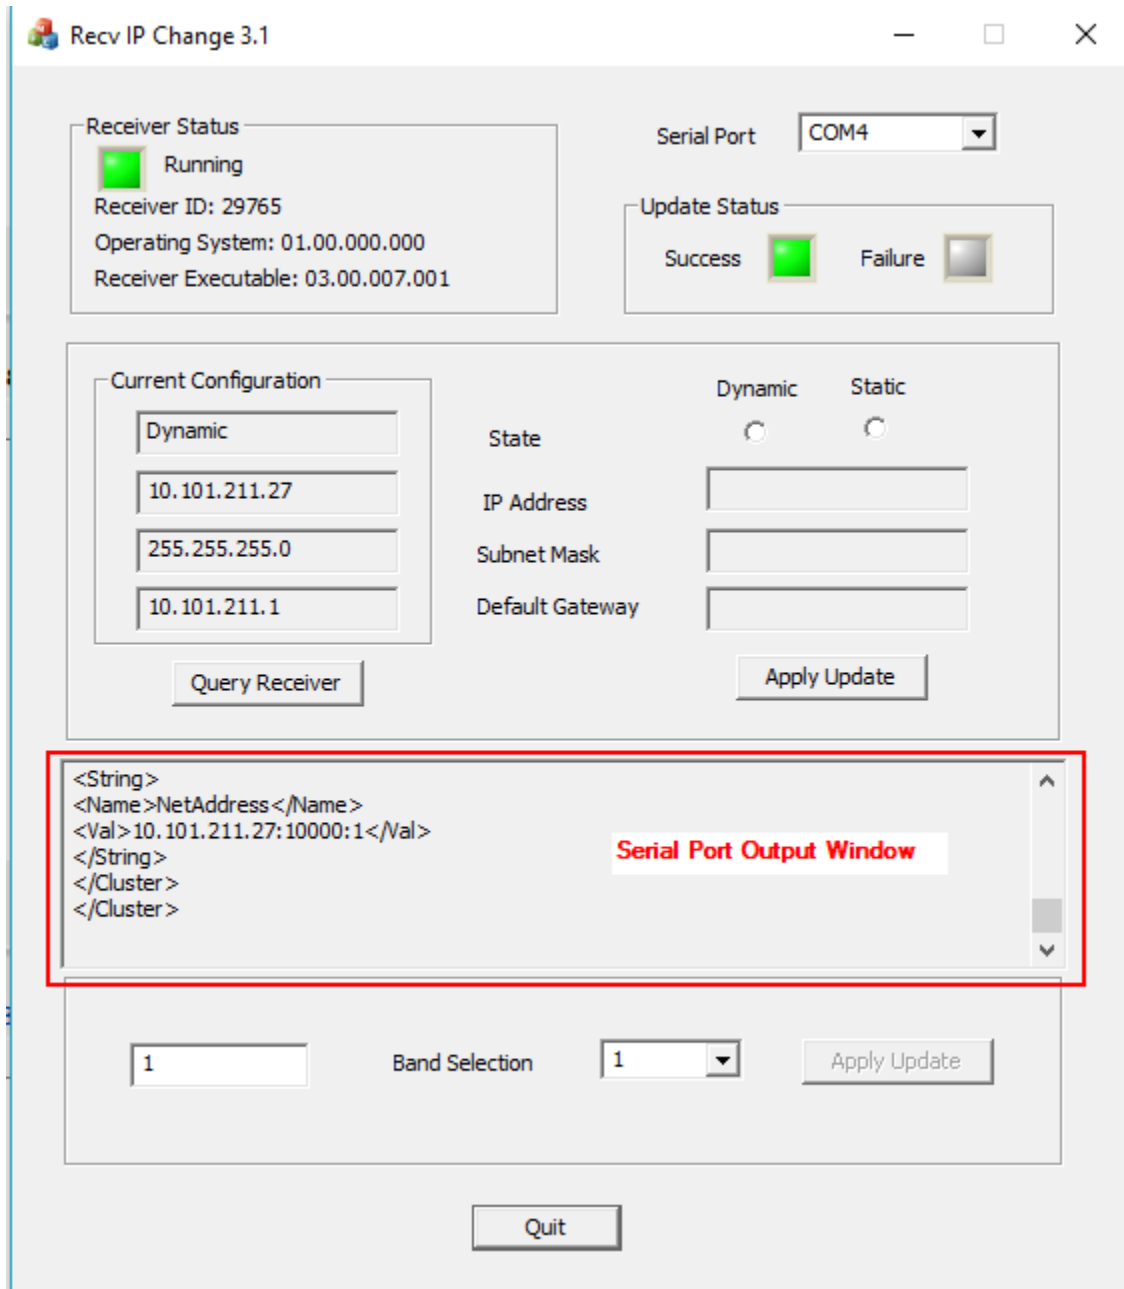 Recv IP Change 3.1
Receiver Status
Running
Receiver ID: 29765
Operating System: 01.00.000.000
Receiver Executable: 03.00.007.001
Serial Port COM4
Update Status
Success Failure
Current Configuration
Dynamic
10.101.211.27
255.255.255.0
10.101.211.1
Query Receiver
Dynamic Static
State
IP Address
Subnet Mask
Default Gateway
Apply Update
<String>
<Name>NetAddress</Name>
<Val>10.101.211.27:10000:1</Val>
</String>
</Cluster>
</Cluster>
Serial Port Output Window
1 Band Selection 1 Apply Update
Quit